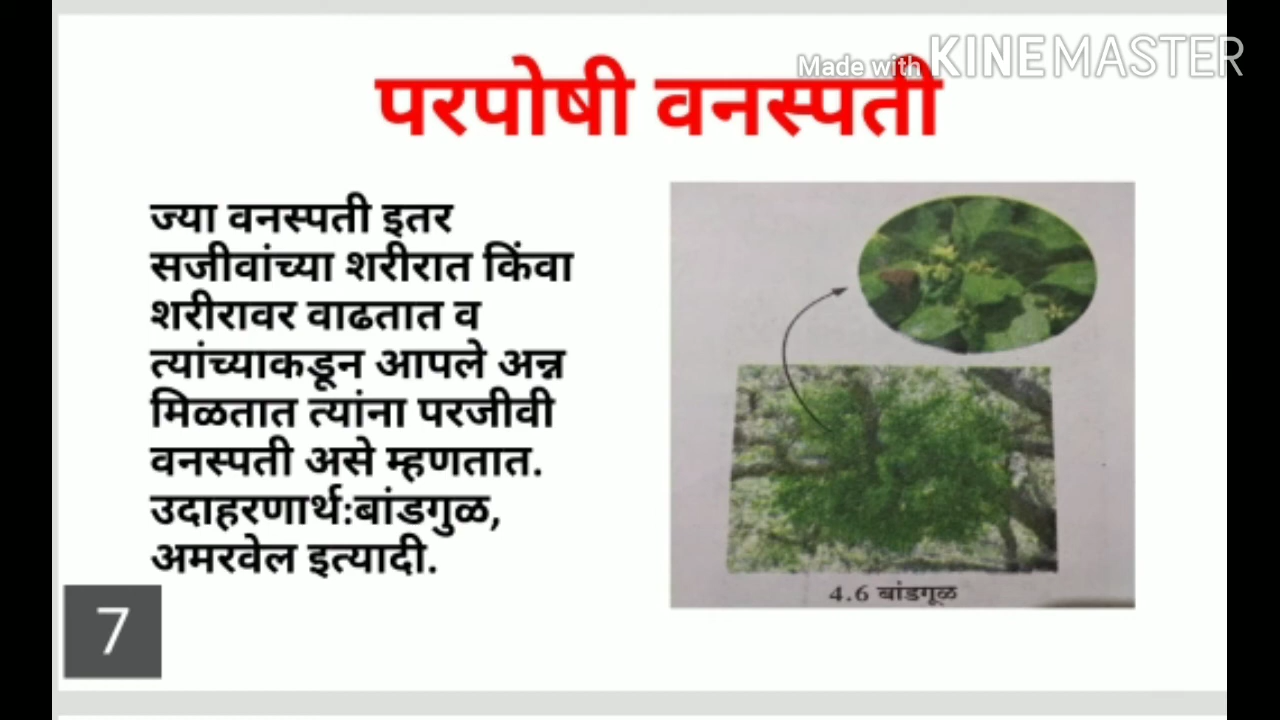 Made with KINEMASTER
परपोषी वनस्पती
ज्या वनस्पती इतर
सजीवांच्या शरीरात किंवा
शरीरावर वाढतात व
त्यांच्याकडून आपले अन्न
मिळतात त्यांना परजीवी
वनस्पती असे म्हणतात.
उदाहरणार्थ:बांडगुळ,
अमरवेल इत्यादी.
4.6 बांडगूळ
7